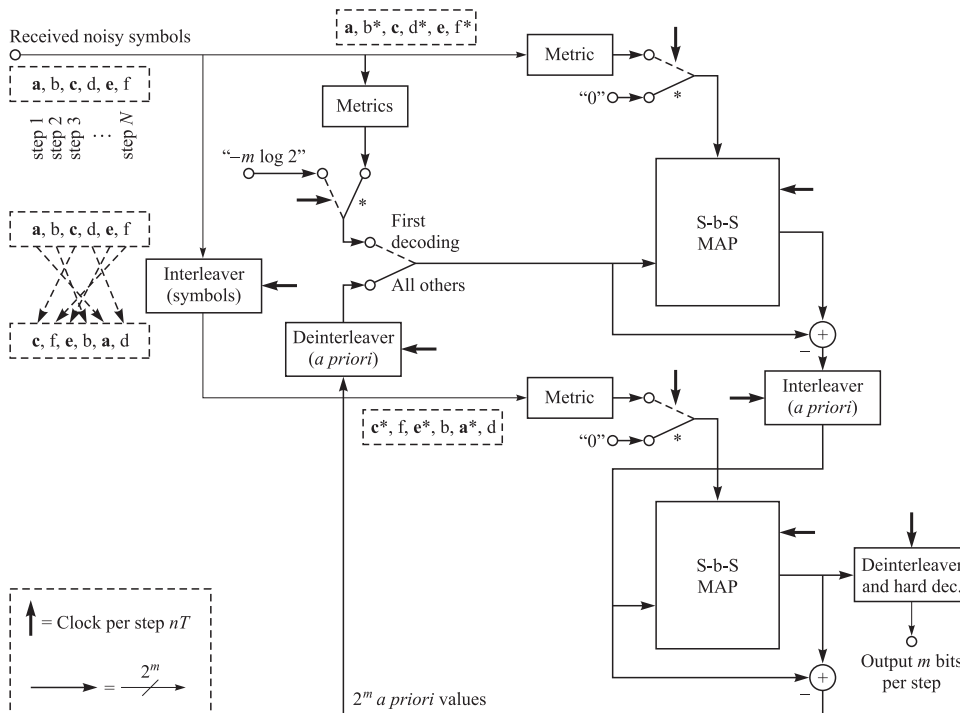 Received noisy symbols
a, b, c, d, e, f
step 1
step 2
step 3
...
step N
a, b*, c, d*, e, f*
Metric
"0"
*
Metrics
"−m log 2"
*
First
decoding
All others
S-b-S
MAP
a, b, c, d, e, f
c, f, e, b, a, d
Interleaver
(symbols)
Deinterleaver
(a priori)
+
−
Interleaver
(a priori)
Metric
c*, f, e*, b, a*, d
"0"
*
S-b-S
MAP
Deinterleaver
and hard dec.
Output m bits
per step
+
−
= Clock per step nT
= 2^m
2^m a priori values